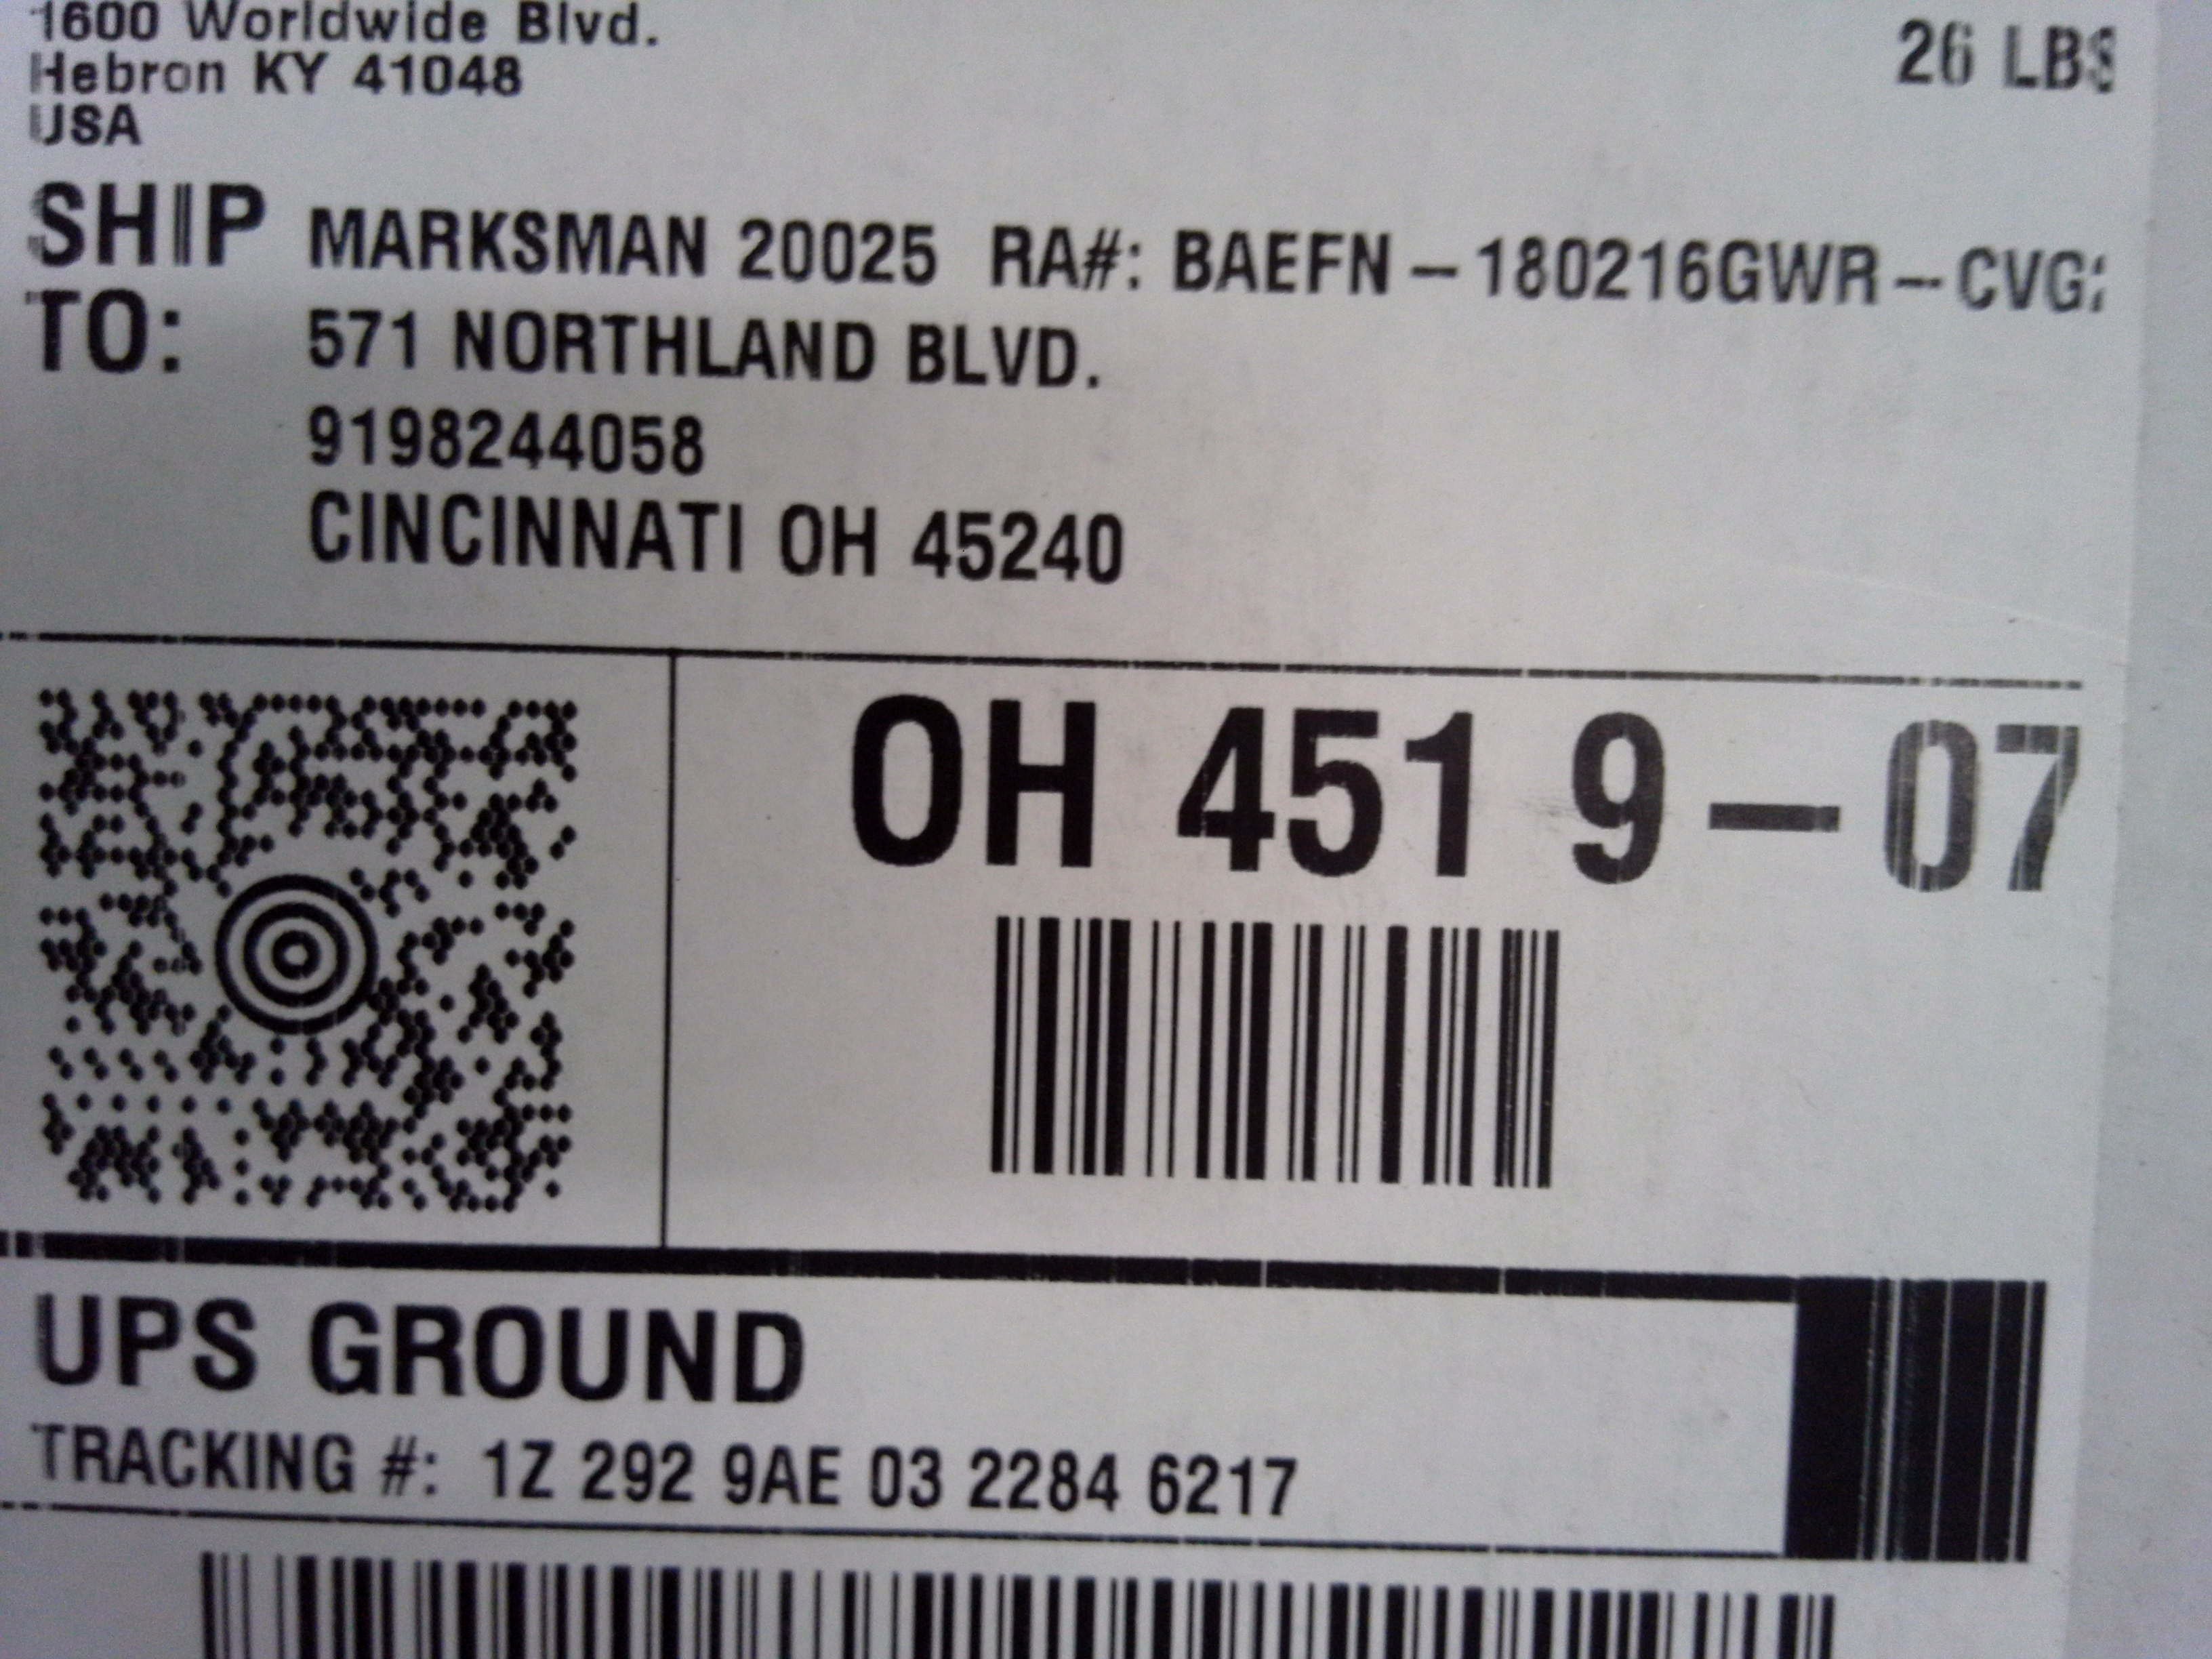 1600 Worldwide Blvd.
Hebron KY 41048
USA
26 LBS
SHIP TO:
MARKSMAN 20025 RA#: BAEFN – 180216GWR – CVG
571 NORTHLAND BLVD.
9198244058
CINCINNATI OH 45240
OH 451 9 – 07
UPS GROUND
TRACKING #: 1Z 292 9AE 03 2284 6217